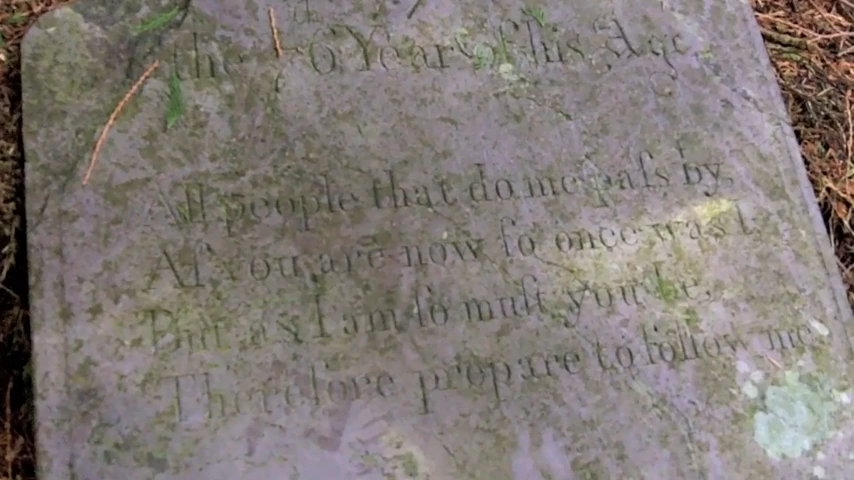 the 76 Year of his Age
All people that do me paſs by,
Aſ You are now ſo once was I.
But as I am ſo muſt you be,
Therefore prepare to follow me